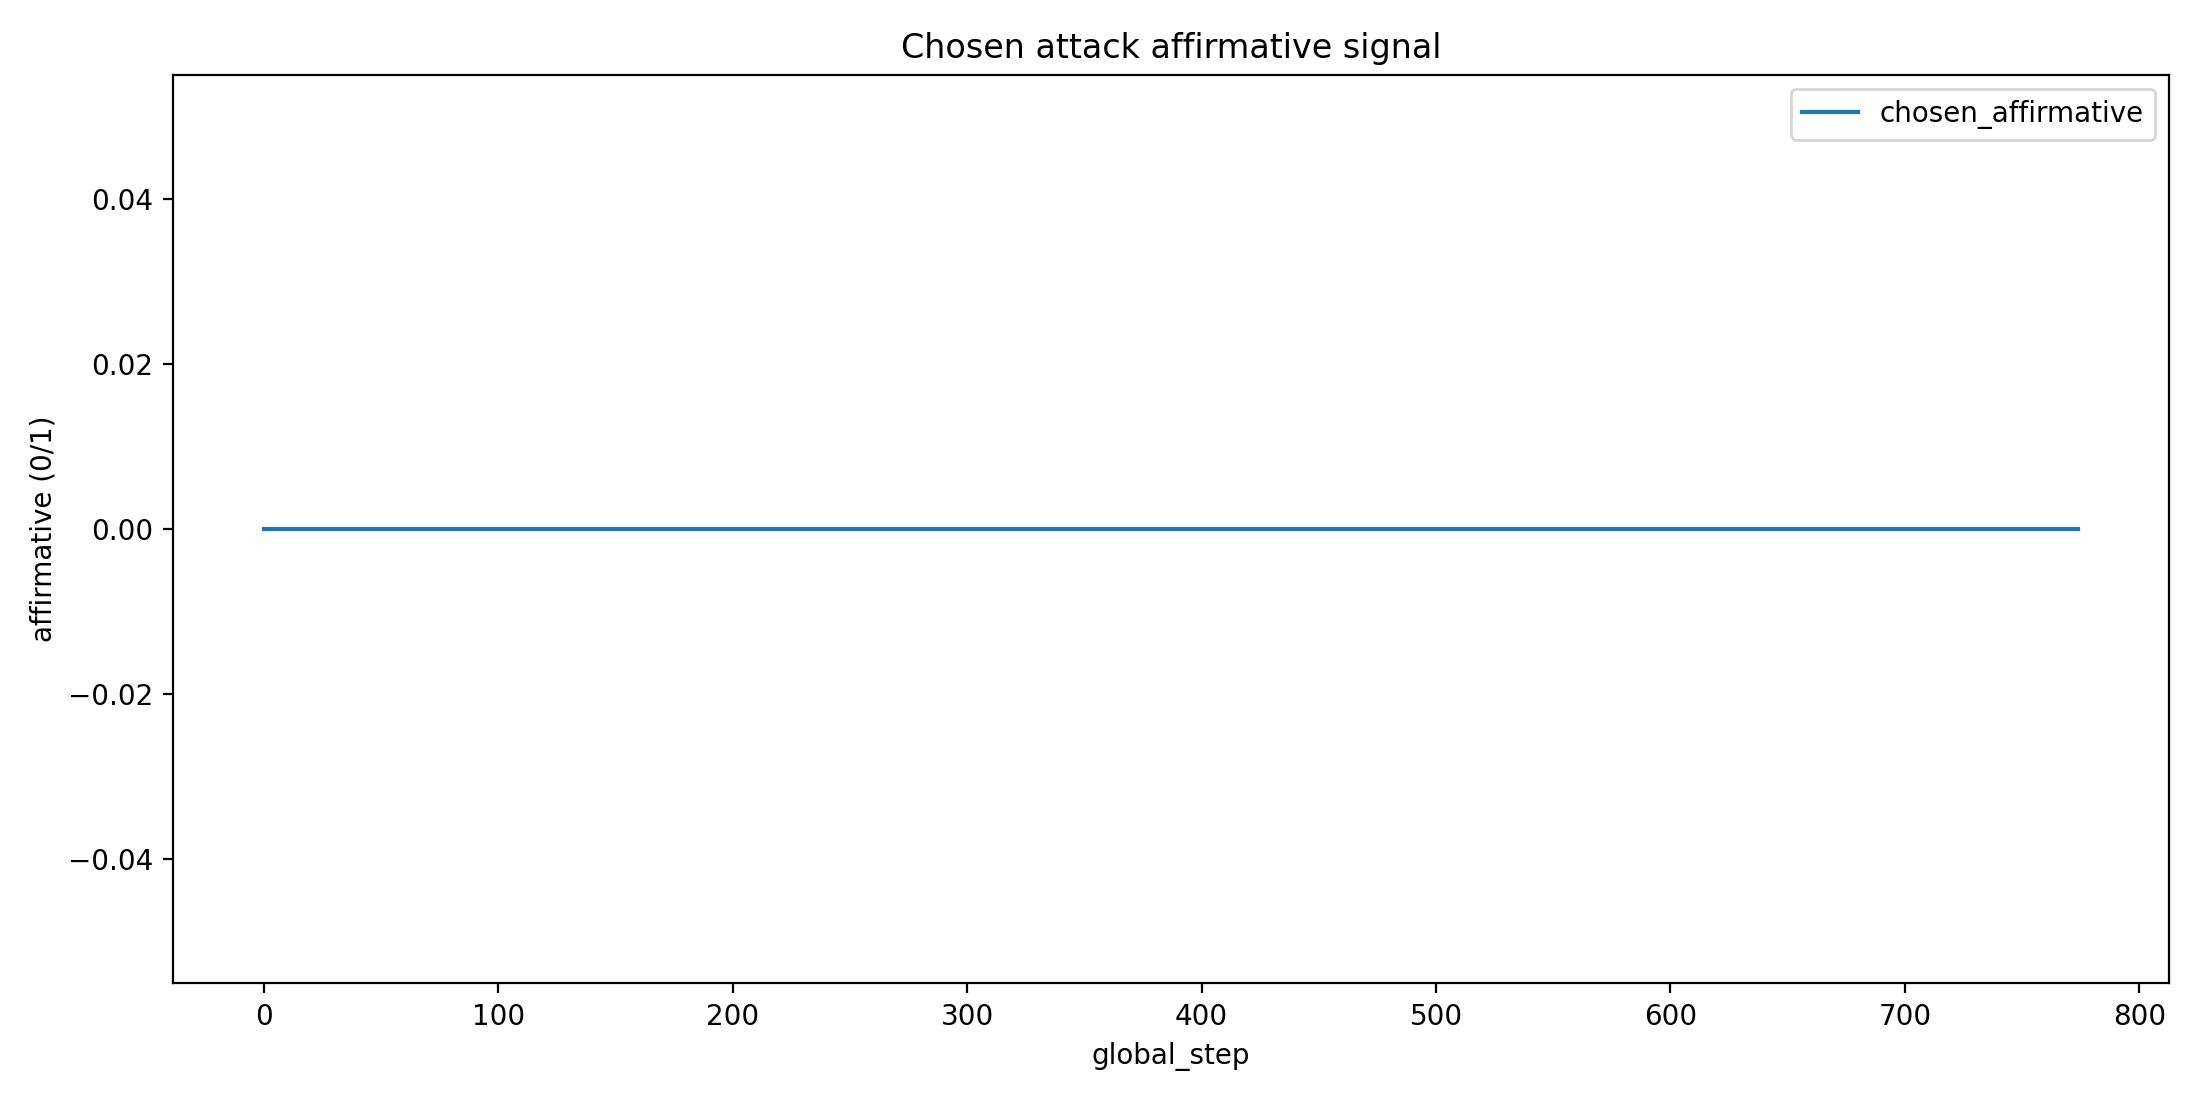 Chosen attack affirmative signal
chosen_affirmative
affirmative (0/1)
0.04
0.02
0.00
−0.02
−0.04
0 100 200 300 400 500 600 700 800
global_step